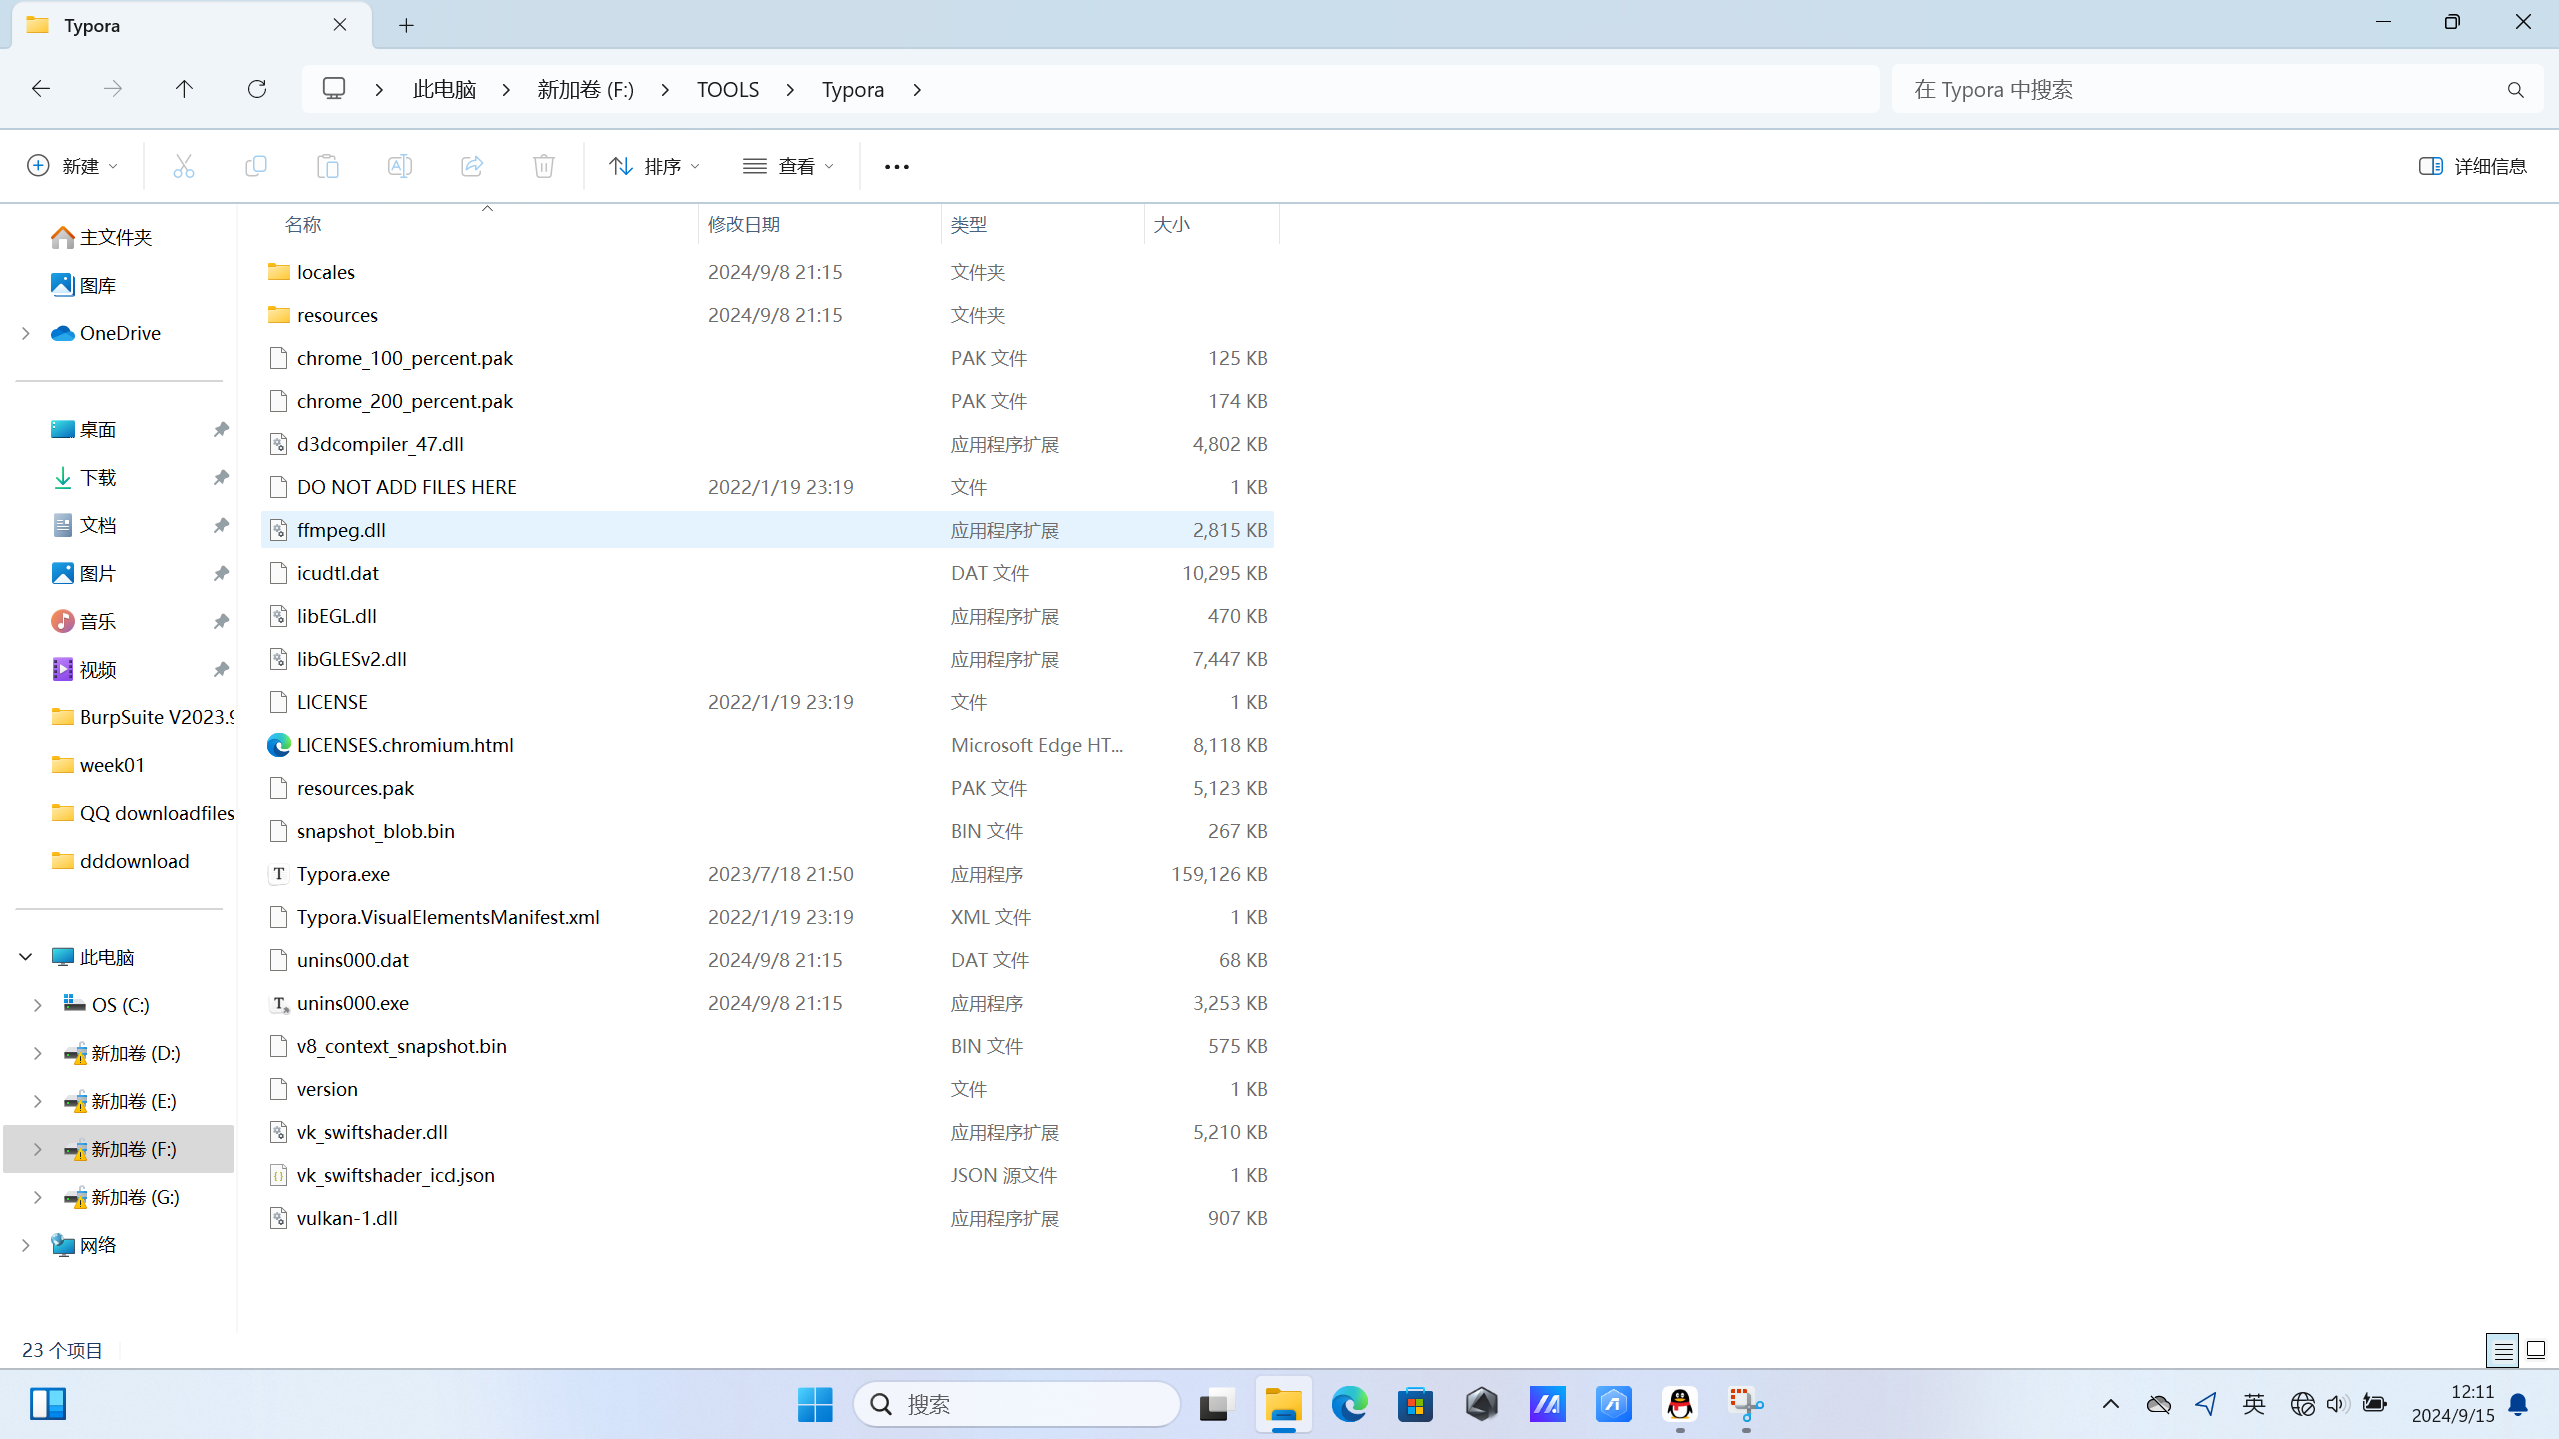 Typora
此电脑 新加卷 (F:) TOOLS Typora
在 Typora 中搜索
新建 排序 查看 详细信息
名称 修改日期 类型 大小
主文件夹
图库
OneDrive
桌面
下载
文档
图片
音乐
视频
BurpSuite V2023.9
week01
QQ downloadfiles
dddownload
此电脑
OS (C:)
新加卷 (D:)
新加卷 (E:)
新加卷 (F:)
新加卷 (G:)
网络
locales 2024/9/8 21:15 文件夹
resources 2024/9/8 21:15 文件夹
chrome_100_percent.pak PAK 文件 125 KB
chrome_200_percent.pak PAK 文件 174 KB
d3dcompiler_47.dll 应用程序扩展 4,802 KB
DO NOT ADD FILES HERE 2022/1/19 23:19 文件 1 KB
ffmpeg.dll 应用程序扩展 2,815 KB
icudtl.dat DAT 文件 10,295 KB
libEGL.dll 应用程序扩展 470 KB
libGLESv2.dll 应用程序扩展 7,447 KB
LICENSE 2022/1/19 23:19 文件 1 KB
LICENSES.chromium.html Microsoft Edge HT... 8,118 KB
resources.pak PAK 文件 5,123 KB
snapshot_blob.bin BIN 文件 267 KB
Typora.exe 2023/7/18 21:50 应用程序 159,126 KB
Typora.VisualElementsManifest.xml 2022/1/19 23:19 XML 文件 1 KB
unins000.dat 2024/9/8 21:15 DAT 文件 68 KB
unins000.exe 2024/9/8 21:15 应用程序 3,253 KB
v8_context_snapshot.bin BIN 文件 575 KB
version 文件 1 KB
vk_swiftshader.dll 应用程序扩展 5,210 KB
vk_swiftshader_icd.json JSON 源文件 1 KB
vulkan-1.dll 应用程序扩展 907 KB
23 个项目
搜索
英
12:11
2024/9/15